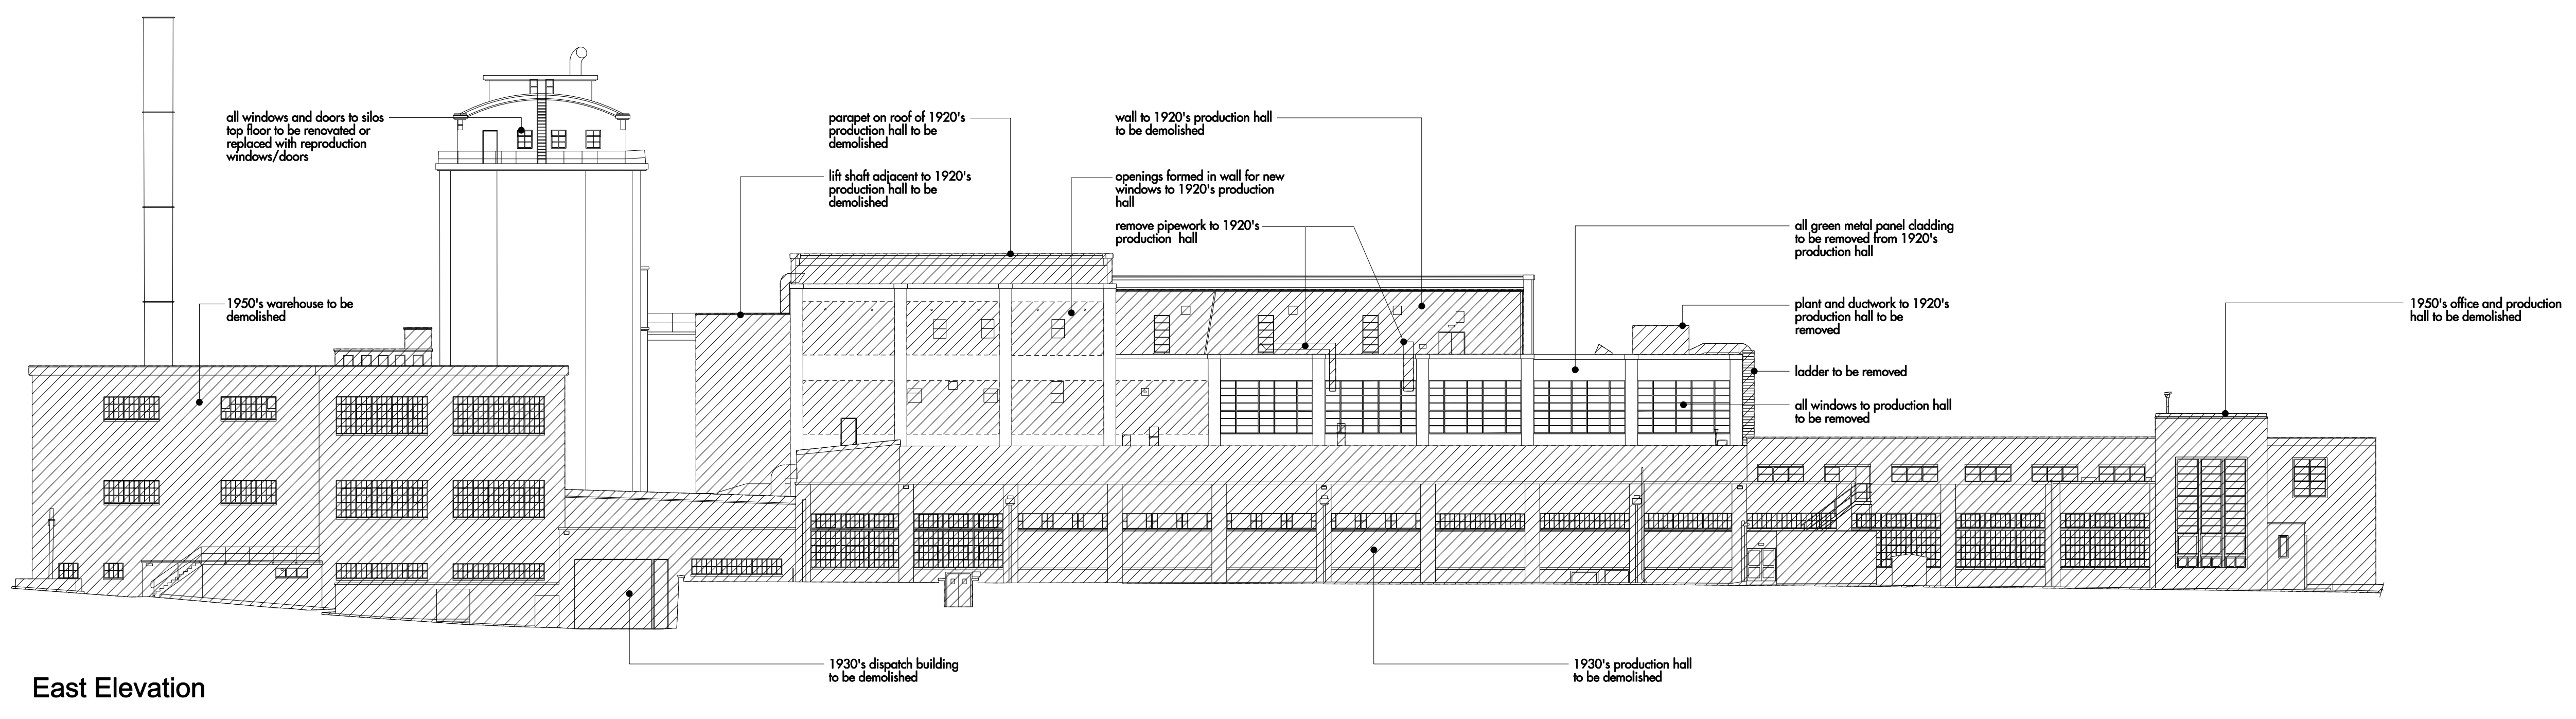 all windows and doors to silos
top floor to be renovated or
replaced with reproduction
windows/doors
parapet on roof of 1920's
production hall to be
demolished
wall to 1920's production hall
to be demolished
lift shaft adjacent to 1920's
production hall to be
demolished
openings formed in wall for new
windows to 1920's production
hall
remove pipework to 1920's
production hall
all green metal panel cladding
to be removed from 1920's
production hall
1950's warehouse to be
demolished
plant and ductwork to 1920's
production hall to be
removed
1950's office and production
hall to be demolished
ladder to be removed
all windows to production hall
to be removed
1930's dispatch building
to be demolished
1930's production hall
to be demolished
East Elevation